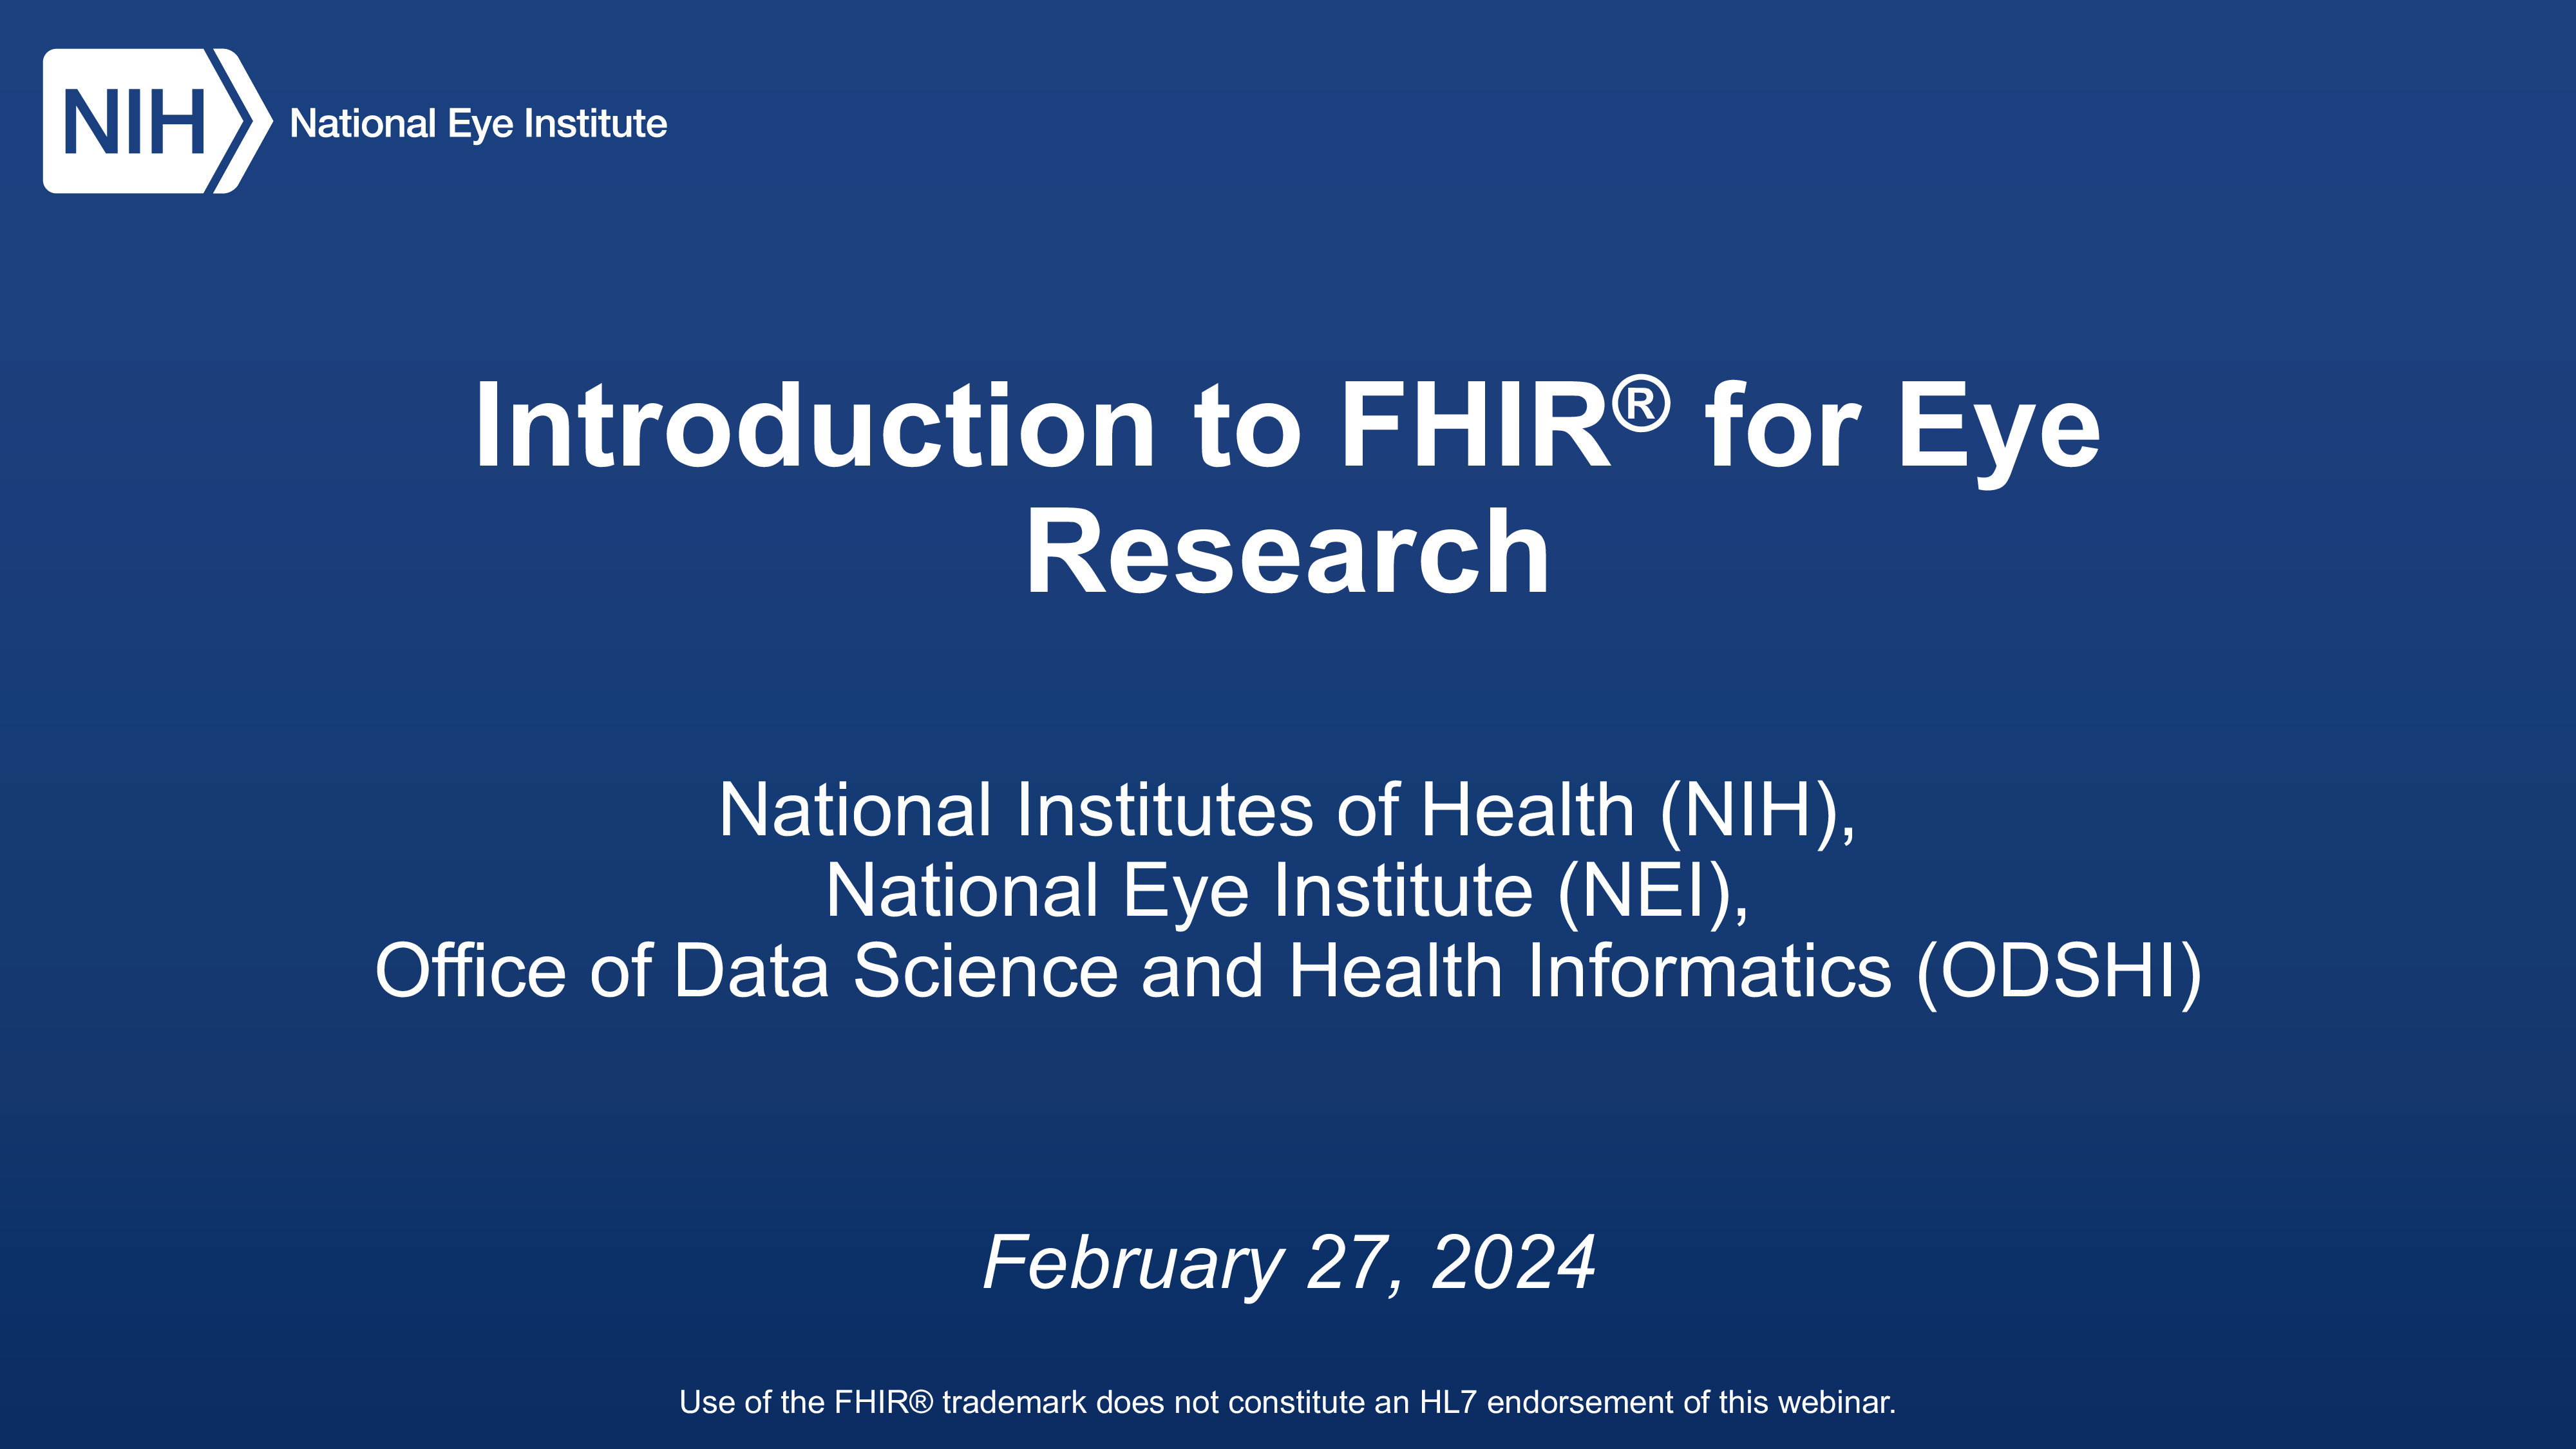 NIH National Eye Institute
Introduction to FHIR® for Eye
Research
National Institutes of Health (NIH),
National Eye Institute (NEI),
Office of Data Science and Health Informatics (ODSHI)
February 27, 2024
Use of the FHIR® trademark does not constitute an HL7 endorsement of this webinar.